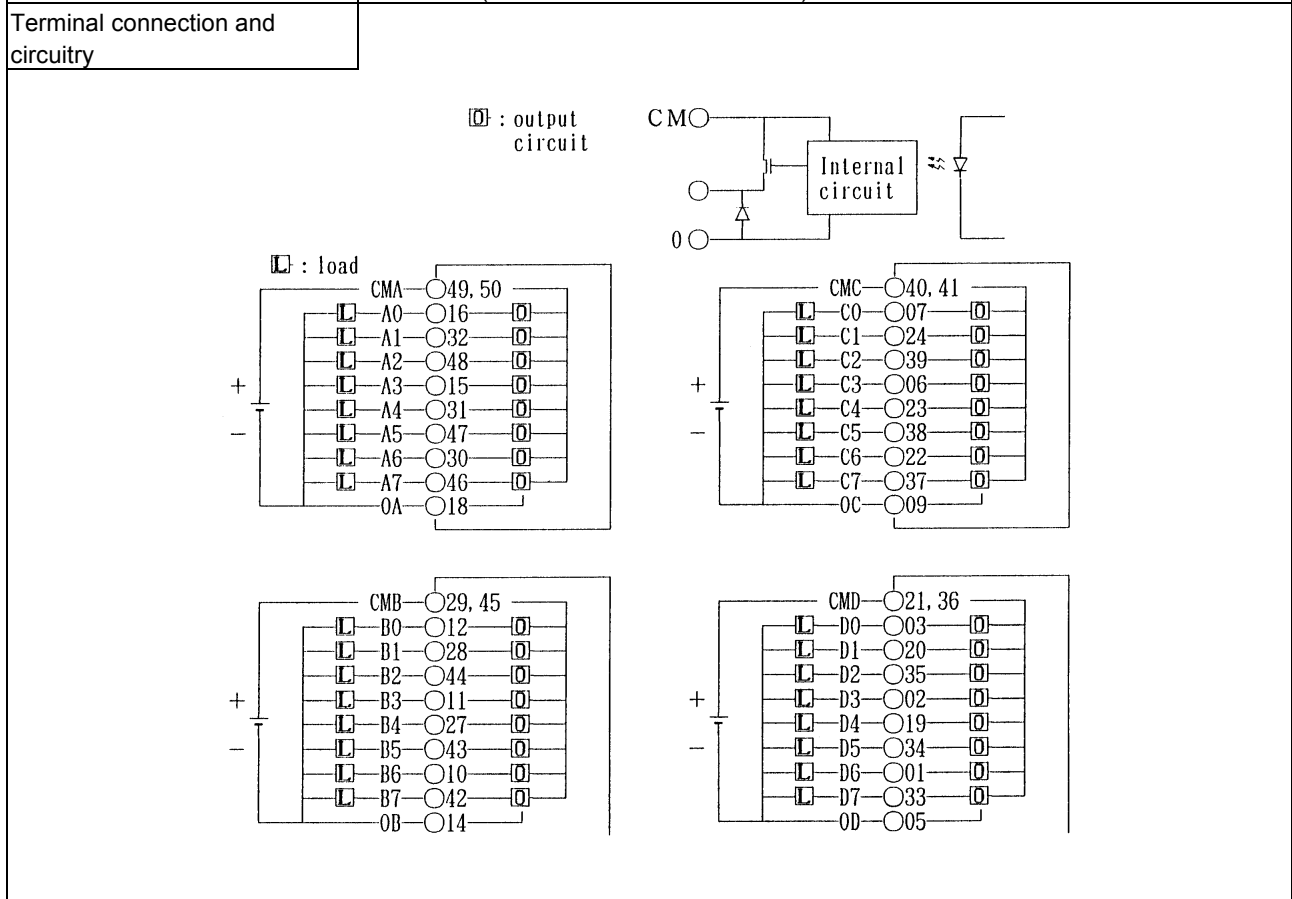 Terminal connection and
circuitry
O : output
circuit
CM
Internal
circuit
0
L : load
CMA 49, 50
L A0 16 O
L A1 32 O
L A2 48 O
L A3 15 O
L A4 31 O
L A5 47 O
L A6 30 O
L A7 46 O
0A 18
+
−
CMC 40, 41
L C0 07 O
L C1 24 O
L C2 39 O
L C3 06 O
L C4 23 O
L C5 38 O
L C6 22 O
L C7 37 O
0C 09
+
−
CMB 29, 45
L B0 12 O
L B1 28 O
L B2 44 O
L B3 11 O
L B4 27 O
L B5 43 O
L B6 10 O
L B7 42 O
0B 14
+
−
CMD 21, 36
L D0 03 O
L D1 20 O
L D2 35 O
L D3 02 O
L D4 19 O
L D5 34 O
L D6 01 O
L D7 33 O
0D 05
+
−